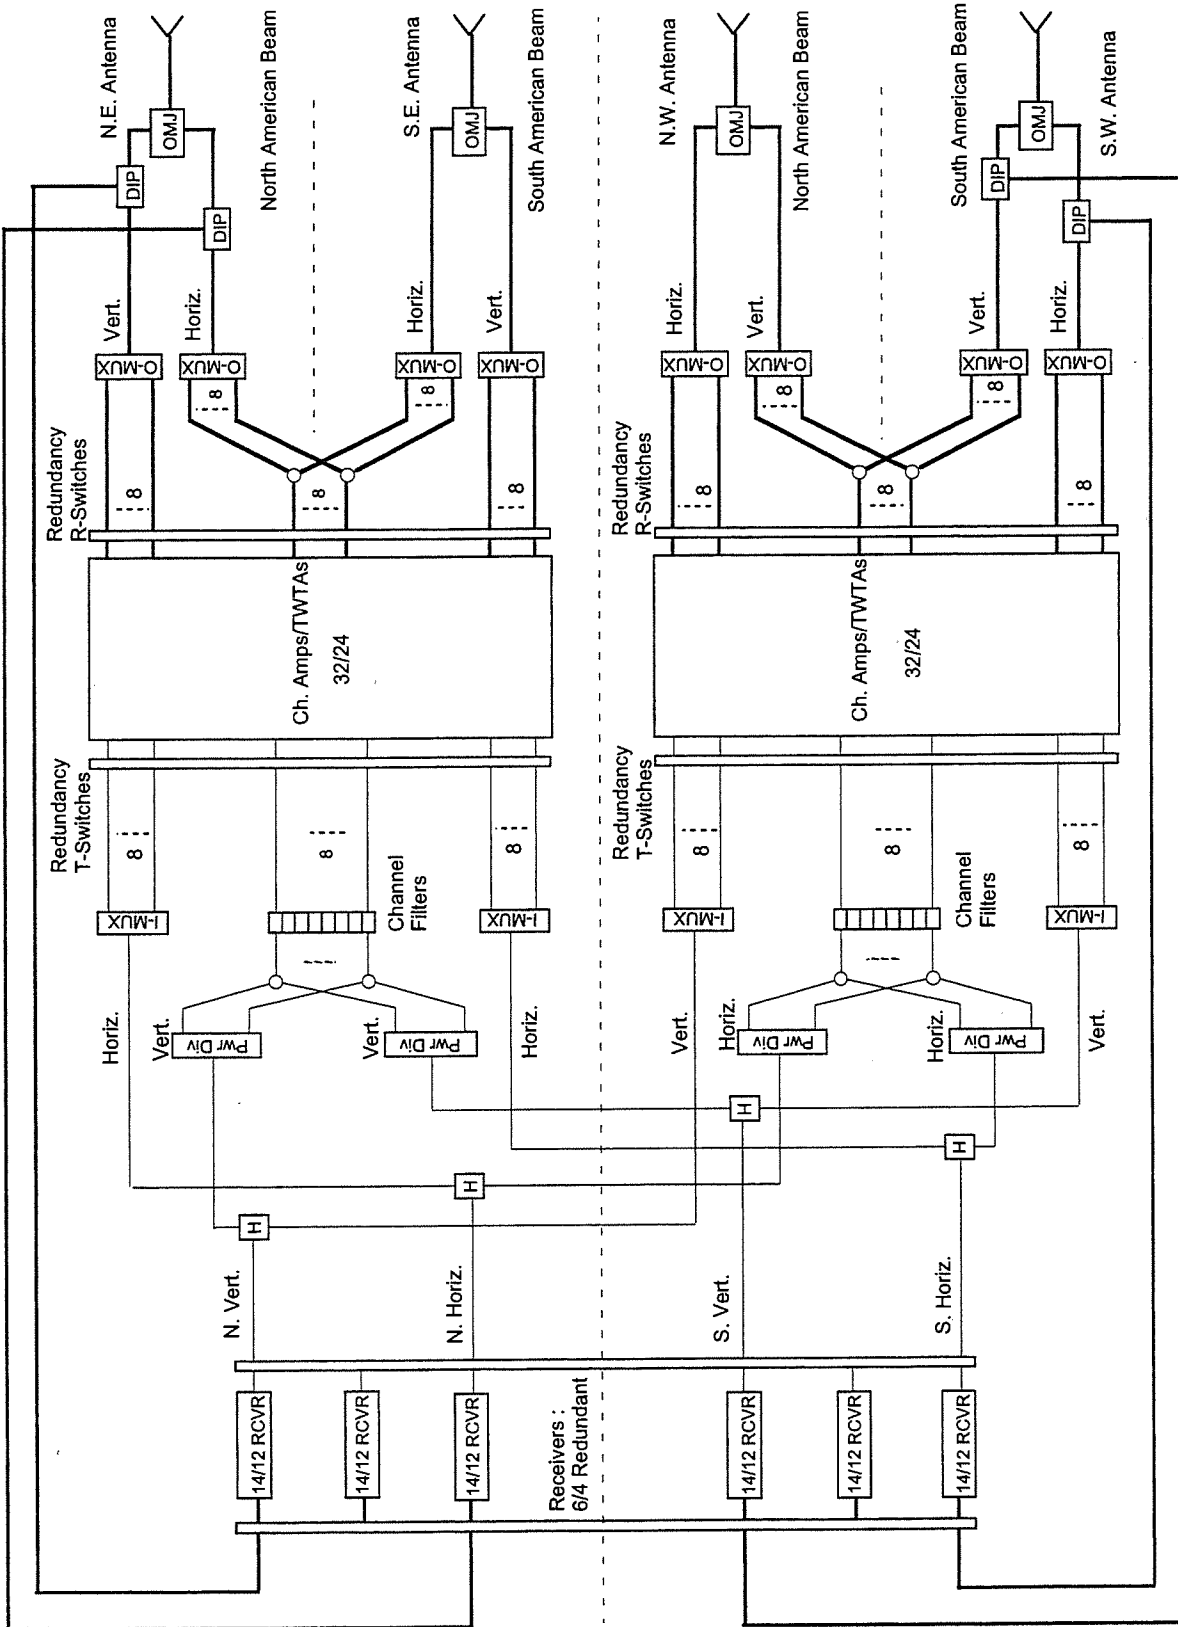 N.E. Antenna
OMJ
DIP
DIP
North American Beam
Vert.
Horiz.
O-MUX
O-MUX
8
S.E. Antenna
OMJ
South American Beam
Horiz.
Vert.
O-MUX
O-MUX
8
Redundancy
R-Switches
8
8
8
Ch. Amps/TWTAs
32/24
Redundancy
T-Switches
8
8
8
I-MUX
Channel
Filters
I-MUX
Horiz.
Vert.
Pwr Div
Vert.
Pwr Div
Horiz.
N.W. Antenna
OMJ
North American Beam
Horiz.
Vert.
O-MUX
O-MUX
8
South American Beam
OMJ
S.W. Antenna
DIP
DIP
Vert.
Horiz.
O-MUX
O-MUX
8
Redundancy
R-Switches
8
8
8
Ch. Amps/TWTAs
32/24
Redundancy
T-Switches
8
8
8
I-MUX
Channel
Filters
I-MUX
Vert.
Horiz.
Pwr Div
Horiz.
Pwr Div
Vert.
H
H
H
H
N. Vert.
N. Horiz.
S. Vert.
S. Horiz.
14/12 RCVR
14/12 RCVR
14/12 RCVR
Receivers :
6/4 Redundant
14/12 RCVR
14/12 RCVR
14/12 RCVR